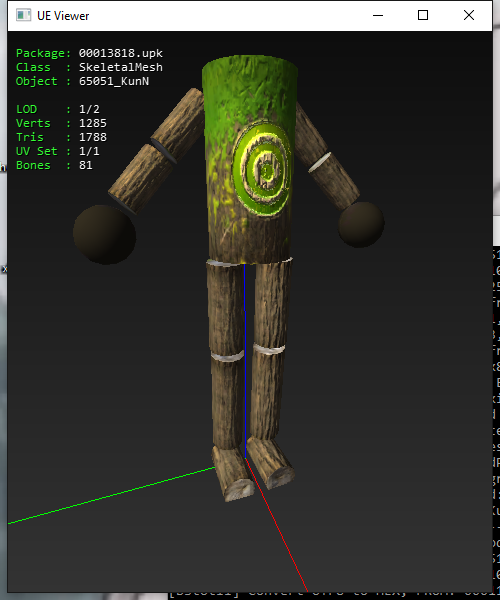 UE Viewer
Package: 00013818.upk
Class : SkeletalMesh
Object : 65051_KunN
LOD : 1/2
Verts : 1285
Tris : 1788
UV Set : 1/1
Bones : 81